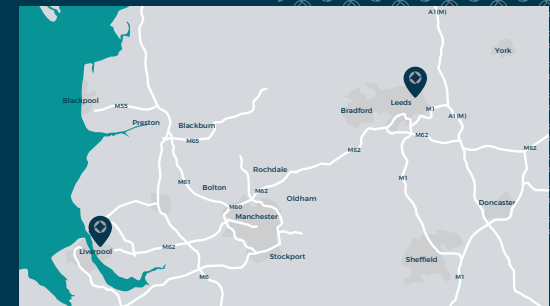 A1(M)
York
Blackpool
M55
Leeds
Bradford
M1
A1(M)
Preston
Blackburn
M65
M62
M62
M62
Rochdale
M61
Bolton
M62
M1
Oldham
Doncaster
M60
Manchester
Liverpool
M62
Stockport
Sheffield
M6
M1